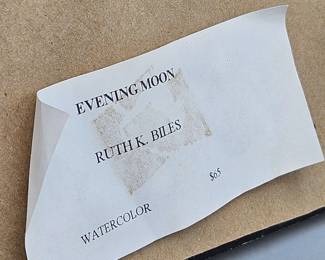 EVENING MOON
RUTH K. BILES
$65
WATERCOLOR